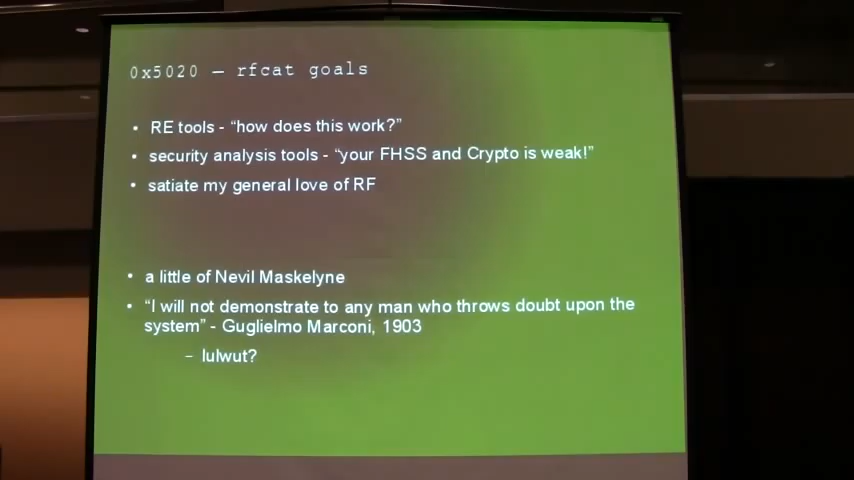 0x5020 – rfcat goals
• RE tools - “how does this work?”
• security analysis tools - “your FHSS and Crypto is weak!”
• satiate my general love of RF
• a little of Nevil Maskelyne
• “I will not demonstrate to any man who throws doubt upon the
system” - Guglielmo Marconi, 1903
– lulwut?